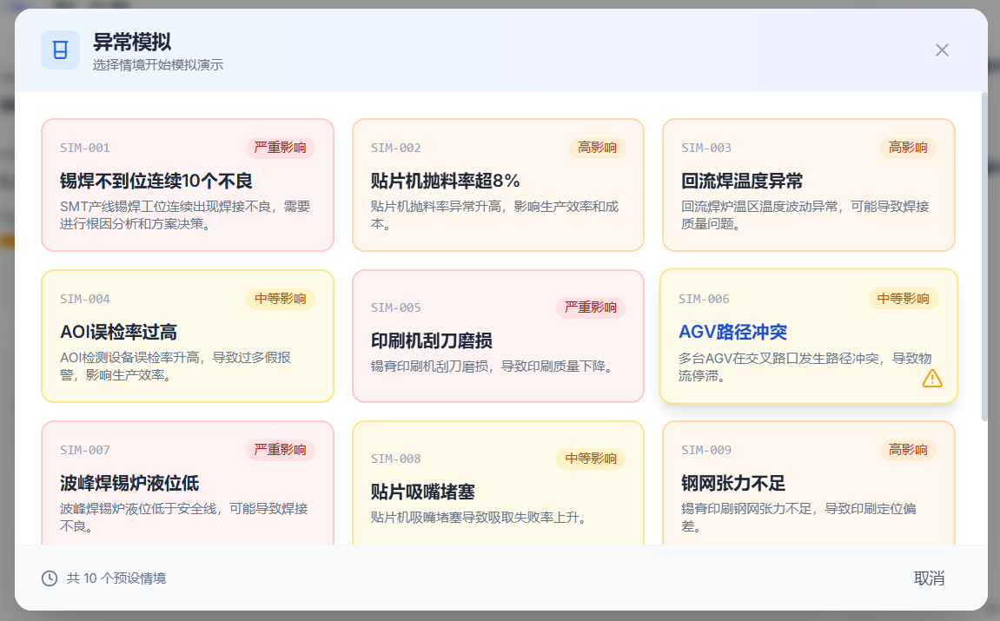 异常模拟
选择情境开始模拟演示
SIM-001
严重影响
锡焊不到位连续10个不良
SMT产线锡焊工位连续出现焊接不良，需要
进行根因分析和方案决策。
SIM-002
高影响
贴片机抛料率超8%
贴片机抛料率异常升高，影响生产效率和成
本。
SIM-003
高影响
回流焊温度异常
回流焊炉温区温度波动异常，可能导致焊接
质量问题。
SIM-004
中等影响
AOI误检率过高
AOI检测设备误检率升高，导致过多假报
警，影响生产效率。
SIM-005
严重影响
印刷机刮刀磨损
锡膏印刷机刮刀磨损，导致印刷质量下降。
SIM-006
中等影响
AGV路径冲突
多台AGV在交叉路口发生路径冲突，导致物
流停滞。
SIM-007
严重影响
波峰焊锡炉液位低
波峰焊锡炉液位低于安全线，可能导致焊接
不良。
SIM-008
中等影响
贴片吸嘴堵塞
贴片机吸嘴堵塞导致吸取失败率上升。
SIM-009
高影响
钢网张力不足
锡膏印刷钢网张力不足，导致印刷定位偏
差。
共 10 个预设情境
取消